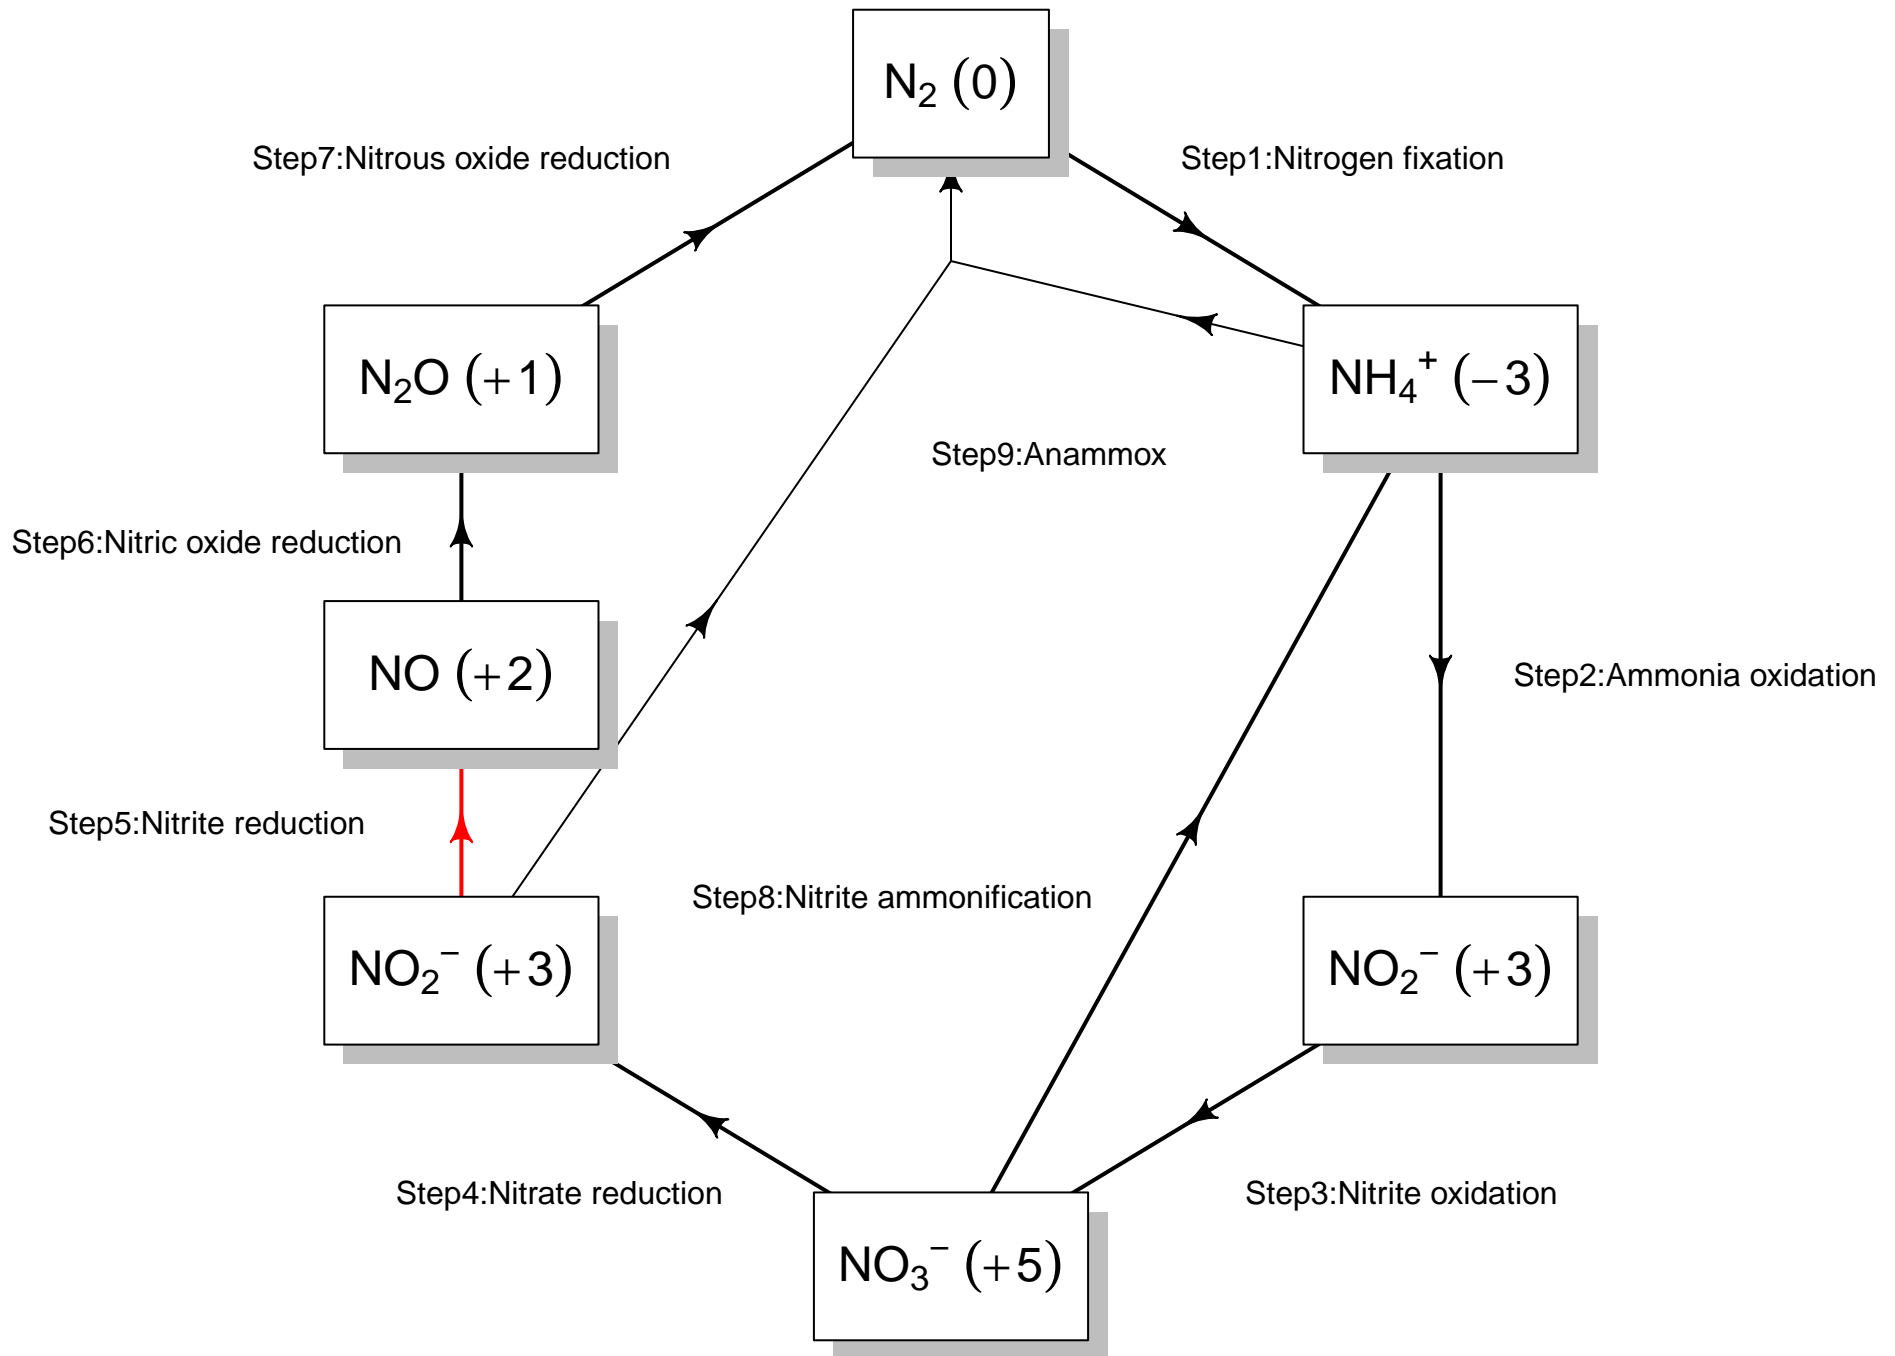 N₂ (0)
Step7:Nitrous oxide reduction
Step1:Nitrogen fixation
N₂O (+1)
NH₄⁺ (−3)
Step9:Anammox
Step6:Nitric oxide reduction
NO (+2)
Step2:Ammonia oxidation
Step5:Nitrite reduction
Step8:Nitrite ammonification
NO₂⁻ (+3)
NO₂⁻ (+3)
Step4:Nitrate reduction
Step3:Nitrite oxidation
NO₃⁻ (+5)